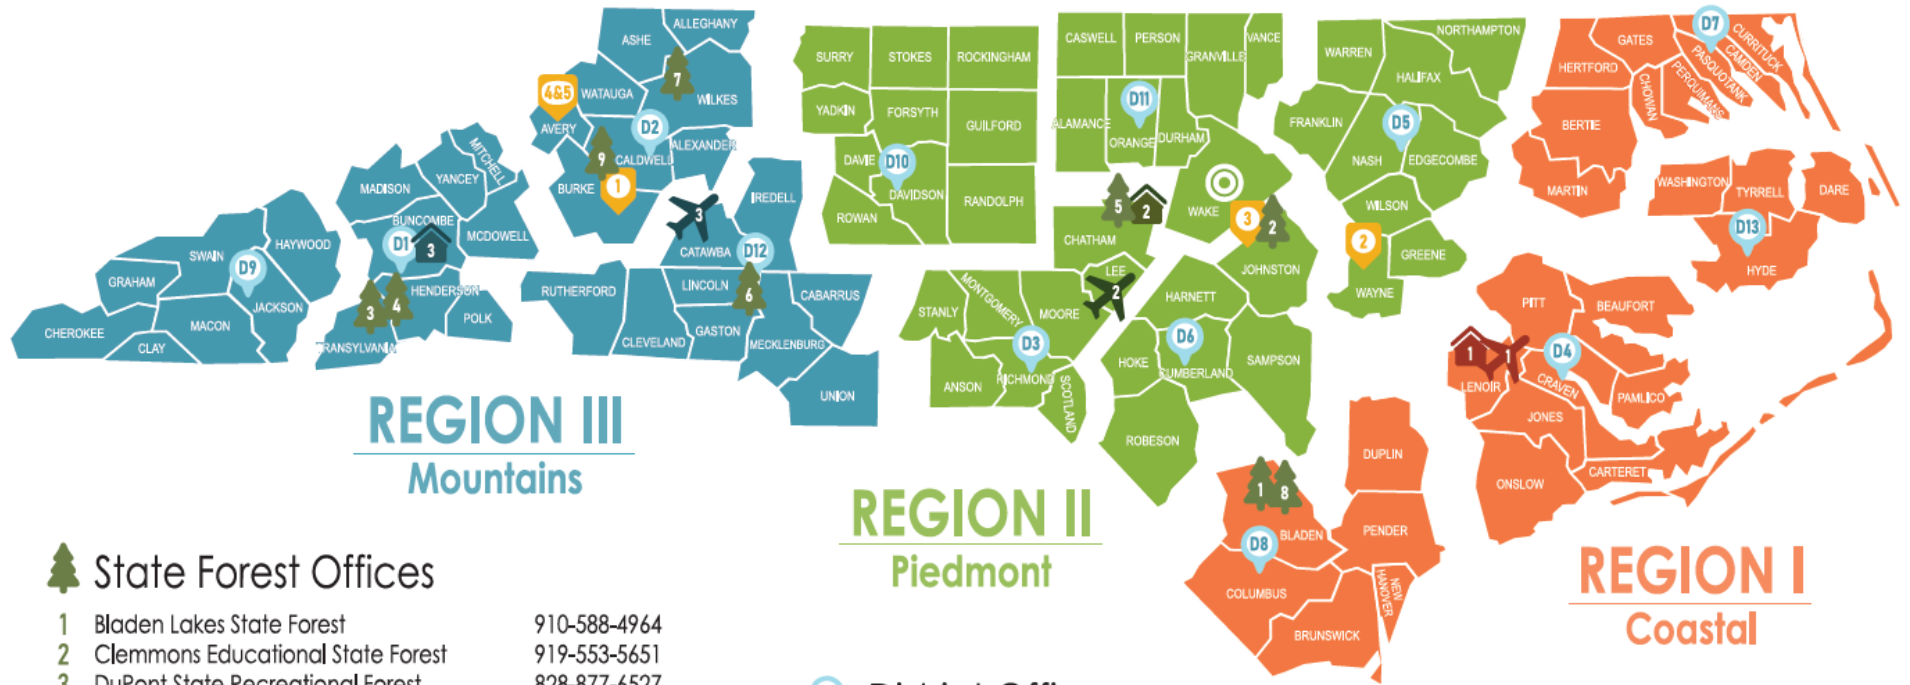 ALLEGHANY
ASHE
7
WILKES
4&5
WATAUGA
AVERY
D2
9
CALDWELL
ALEXANDER
BURKE
1
MITCHELL
YANCEY
MADISON
BUNCOMBE
D1
3
MCDOWELL
HAYWOOD
SWAIN
D9
GRAHAM
JACKSON
MACON
CHEROKEE
CLAY
3
4
HENDERSON
POLK
TRANSYLVANIA
IREDELL
3
CATAWBA
D12
RUTHERFORD
LINCOLN
6
CABARRUS
CLEVELAND
GASTON
MECKLENBURG
UNION
REGION III
Mountains
SURRY
STOKES
ROCKINGHAM
YADKIN
FORSYTH
GUILFORD
DAVIE
D10
DAVIDSON
ROWAN
RANDOLPH
CASWELL
PERSON
GRANVILLE
VANCE
D11
ALAMANCE
ORANGE
DURHAM
5
2
WAKE
3
2
CHATHAM
LEE
2
JOHNSTON
HARNETT
STANLY
MONTGOMERY
MOORE
D3
ANSON
RICHMOND
SCOTLAND
HOKE
D6
CUMBERLAND
SAMPSON
ROBESON
WARREN
NORTHAMPTON
HALIFAX
FRANKLIN
D5
NASH
EDGECOMBE
WILSON
2
GREENE
WAYNE
REGION II
Piedmont
GATES
D7
CURRITUCK
CAMDEN
PASQUOTANK
PERQUIMANS
CHOWAN
HERTFORD
BERTIE
MARTIN
WASHINGTON
TYRRELL
DARE
D13
HYDE
PITT
BEAUFORT
1
1
D4
LENOIR
CRAVEN
PAMLICO
JONES
CARTERET
ONSLOW
DUPLIN
1
8
BLADEN
PENDER
D8
COLUMBUS
NEW HANOVER
BRUNSWICK
REGION I
Coastal
State Forest Offices
1 Bladen Lakes State Forest 910-588-4964
2 Clemmons Educational State Forest 919-553-5651
3 DuPont State Recreational Forest 828-877-6527